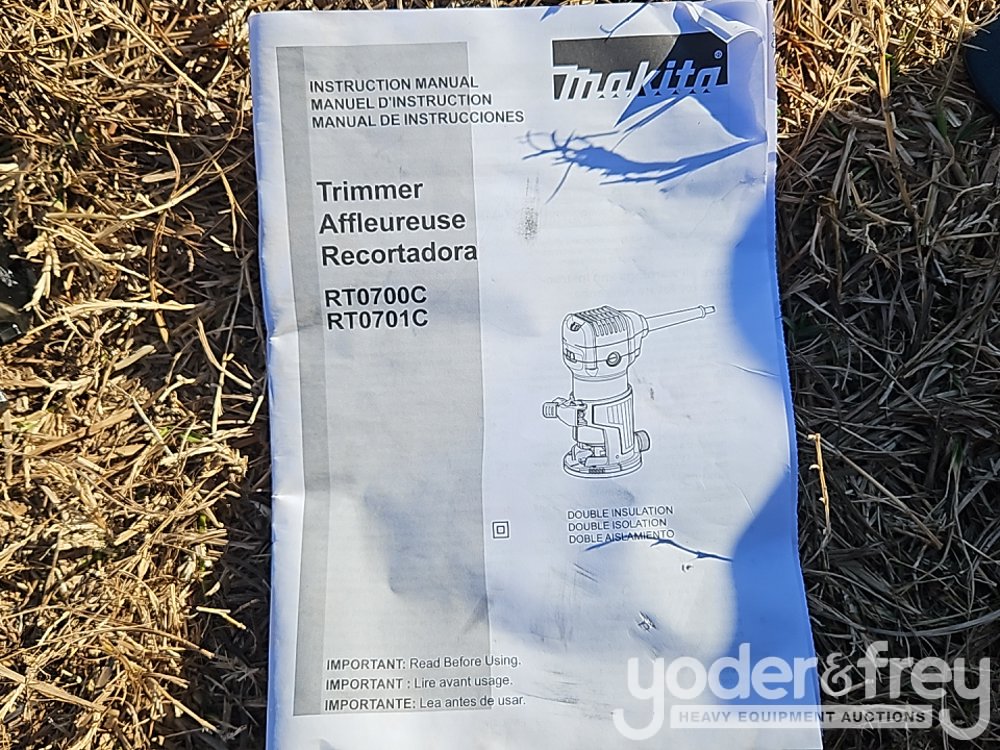 INSTRUCTION MANUAL
MANUEL D'INSTRUCTION
MANUAL DE INSTRUCCIONES
makita®
Trimmer
Affleureuse
Recortadora
RT0700C
RT0701C
DOUBLE INSULATION
DOUBLE ISOLATION
DOBLE AISLAMIENTO
IMPORTANT: Read Before Using.
IMPORTANT : Lire avant usage.
IMPORTANTE: Lea antes de usar.
yoder&frey
HEAVY EQUIPMENT AUCTIONS